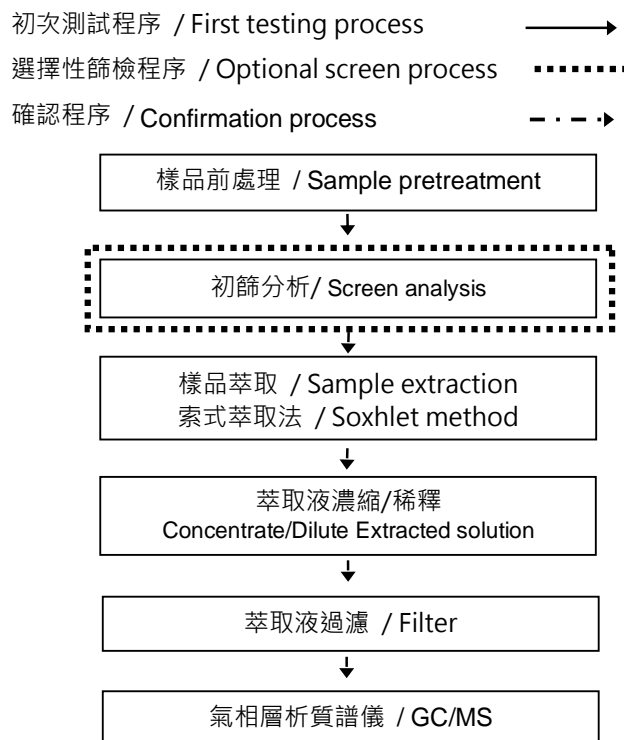 初次測試程序 / First testing process
選擇性篩檢程序 / Optional screen process
確認程序 / Confirmation process
樣品前處理 / Sample pretreatment
初篩分析/ Screen analysis
樣品萃取 / Sample extraction
索式萃取法 / Soxhlet method
萃取液濃縮/稀釋
Concentrate/Dilute Extracted solution
萃取液過濾 / Filter
氣相層析質譜儀 / GC/MS